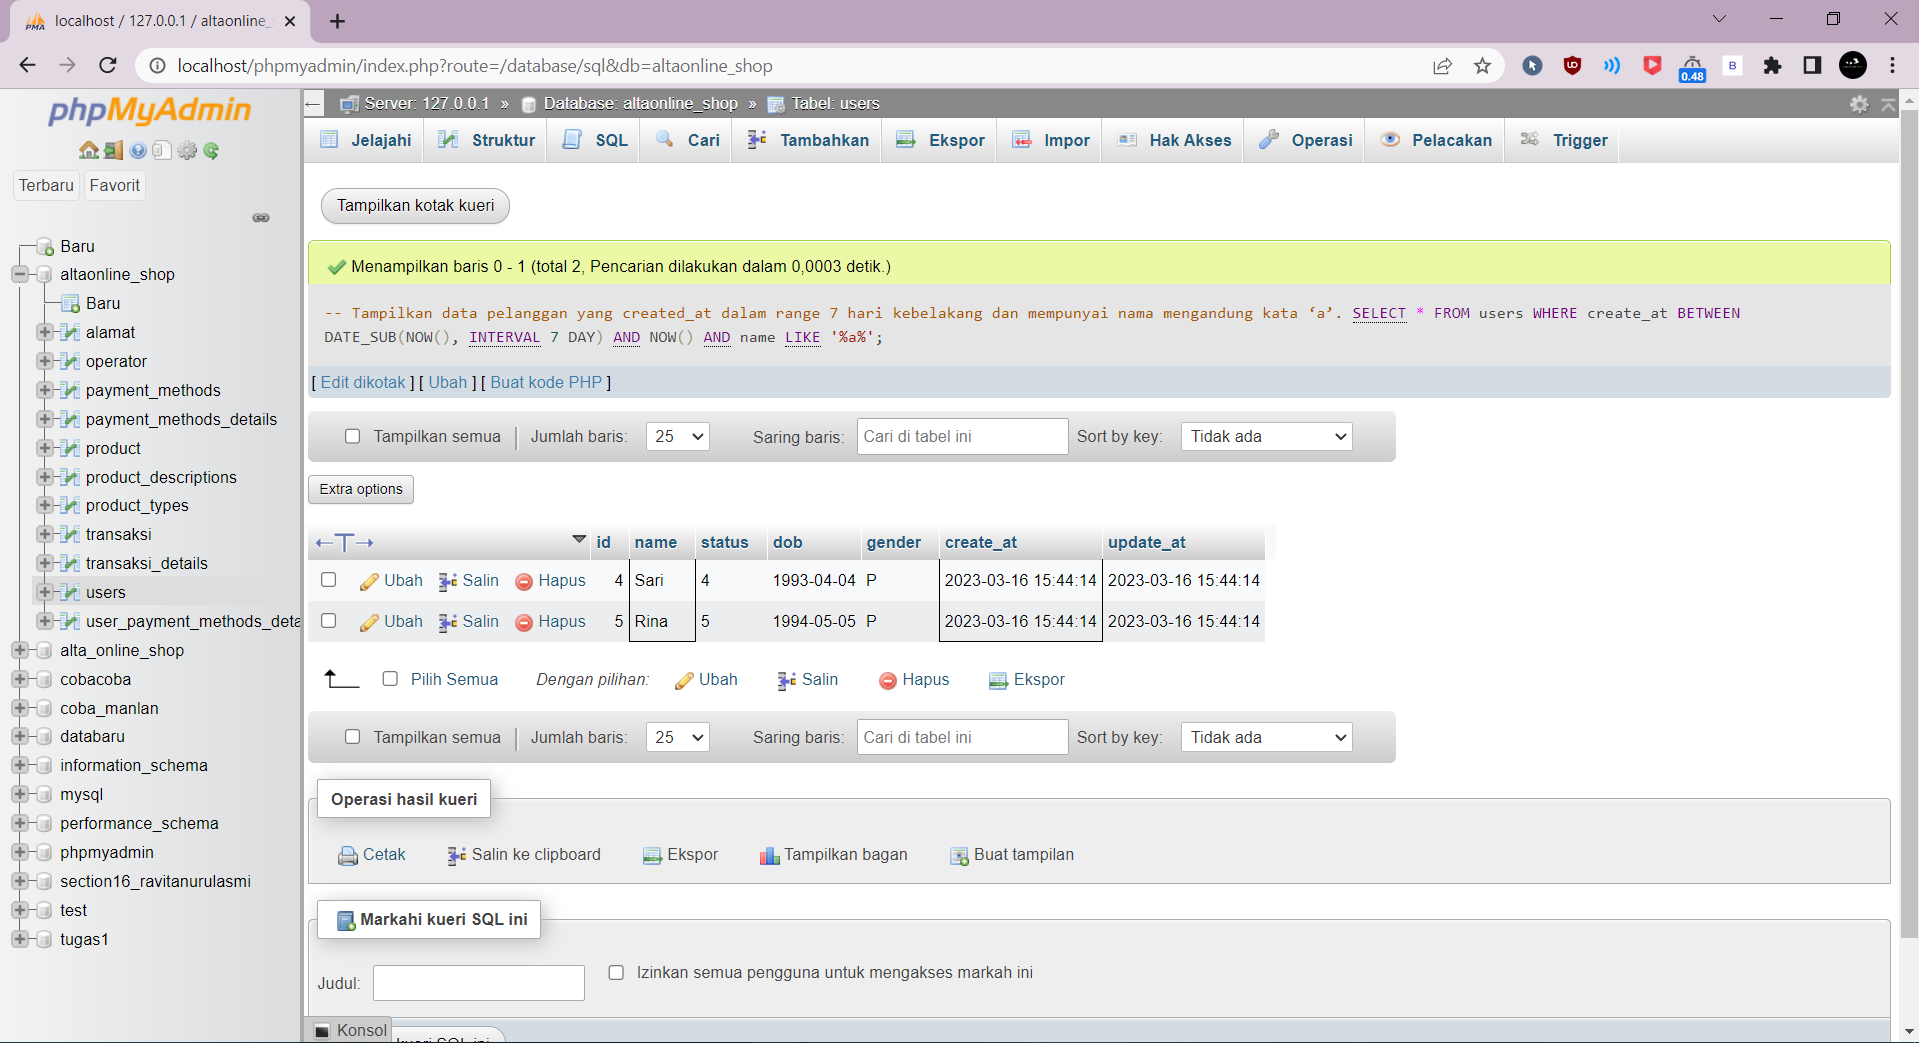 localhost / 127.0.0.1 / altaonline_
localhost/phpmyadmin/index.php?route=/database/sql&db=altaonline_shop
0.48
B
phpMyAdmin
Terbaru
Favorit
Baru
altaonline_shop
Baru
alamat
operator
payment_methods
payment_methods_details
product
product_descriptions
product_types
transaksi
transaksi_details
users
user_payment_methods_deta
alta_online_shop
cobacoba
coba_manlan
databaru
information_schema
mysql
performance_schema
phpmyadmin
section16_ravitanurulasmi
test
tugas1
Server: 127.0.0.1 » Database: altaonline_shop » Tabel: users
Jelajahi Struktur SQL Cari Tambahkan Ekspor Impor Hak Akses Operasi Pelacakan Trigger
Tampilkan kotak kueri
Menampilkan baris 0 - 1 (total 2, Pencarian dilakukan dalam 0,0003 detik.)
-- Tampilkan data pelanggan yang created_at dalam range 7 hari kebelakang dan mempunyai nama mengandung kata ‘a’. SELECT * FROM users WHERE create_at BETWEEN
DATE_SUB(NOW(), INTERVAL 7 DAY) AND NOW() AND name LIKE '%a%';
[ Edit dikotak ] [ Ubah ] [ Buat kode PHP ]
Tampilkan semua Jumlah baris: 25 Saring baris: Cari di tabel ini Sort by key: Tidak ada
Extra options
id name status dob gender create_at update_at
Ubah Salin Hapus 4 Sari 4 1993-04-04 P 2023-03-16 15:44:14 2023-03-16 15:44:14
Ubah Salin Hapus 5 Rina 5 1994-05-05 P 2023-03-16 15:44:14 2023-03-16 15:44:14
Pilih Semua Dengan pilihan: Ubah Salin Hapus Ekspor
Tampilkan semua Jumlah baris: 25 Saring baris: Cari di tabel ini Sort by key: Tidak ada
Operasi hasil kueri
Cetak Salin ke clipboard Ekspor Tampilkan bagan Buat tampilan
Markahi kueri SQL ini
Judul: Izinkan semua pengguna untuk mengakses markah ini
Konsol
kueri SQL ini